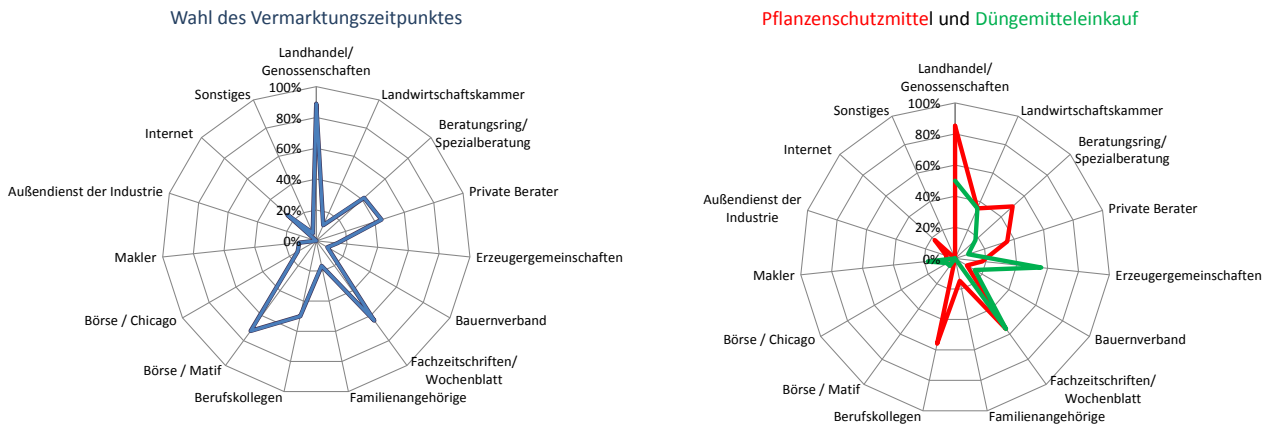 Wahl des Vermarktungszeitpunktes
Landhandel/
Genossenschaften
Landwirtschaftskammer
Beratungsring/
Spezialberatung
Private Berater
Erzeugergemeinschaften
Bauernverband
Fachzeitschriften/
Wochenblatt
Familienangehörige
Berufskollegen
Börse / Matif
Börse / Chicago
Makler
Außendienst der Industrie
Internet
Sonstiges
100%
80%
60%
40%
20%
0%
Pflanzenschutzmittel und Düngemitteleinkauf
Landhandel/
Genossenschaften
Landwirtschaftskammer
Beratungsring/
Spezialberatung
Private Berater
Erzeugergemeinschaften
Bauernverband
Fachzeitschriften/
Wochenblatt
Familienangehörige
Berufskollegen
Börse / Matif
Börse / Chicago
Makler
Außendienst der
Industrie
Internet
Sonstiges
100%
80%
60%
40%
20%
0%